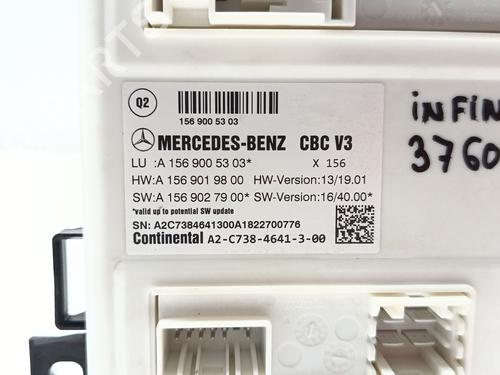 Q2
156 900 53 03
MERCEDES-BENZ CBC V3
LU :A 156 900 53 03* X 156
HW:A 156 901 98 00 HW-Version:13/19.01
SW:A 156 902 79 00* SW-Version:16/40.00*
*valid up to potential SW update
SN: A2C7384641300A1822700776
Continental A2-C738-4641-3-00
INFIN
3760